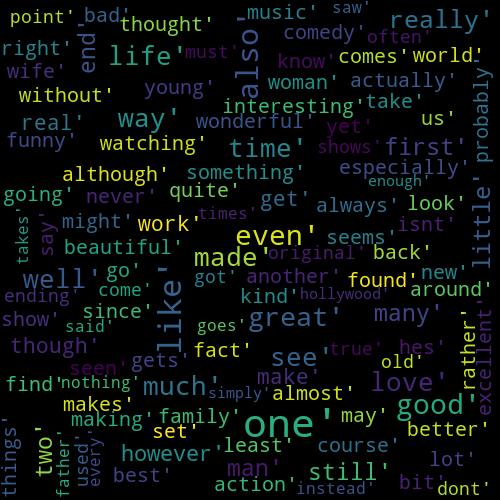 point' bad' thought' music' saw' really'
right' end' life' also' comedy' often'
wife' must' know' comes' world'
without' young' woman' actually' probably'
real' way' interesting' take' us'
funny' watching' wonderful' time' yet' shows' first'
although' something' especially' enough'
going' never' quite' get' always' look' little'
takes' say' might' work' times' even' seems' isnt'
beautiful' made' original' back'
well' go' come' like' got' another' found' new' around'
ending' since' kind' hollywood'
show' said' goes' great' many' excellent'
though' seen' gets' fact' see' true' hes' old' rather'
find' nothing' much' simply' make' almost' love' good'
makes' making' family' one' may' better'
things' two' father' used' every' set' however' least' course' lot'
best' action' man' still' instead' bit' dont'